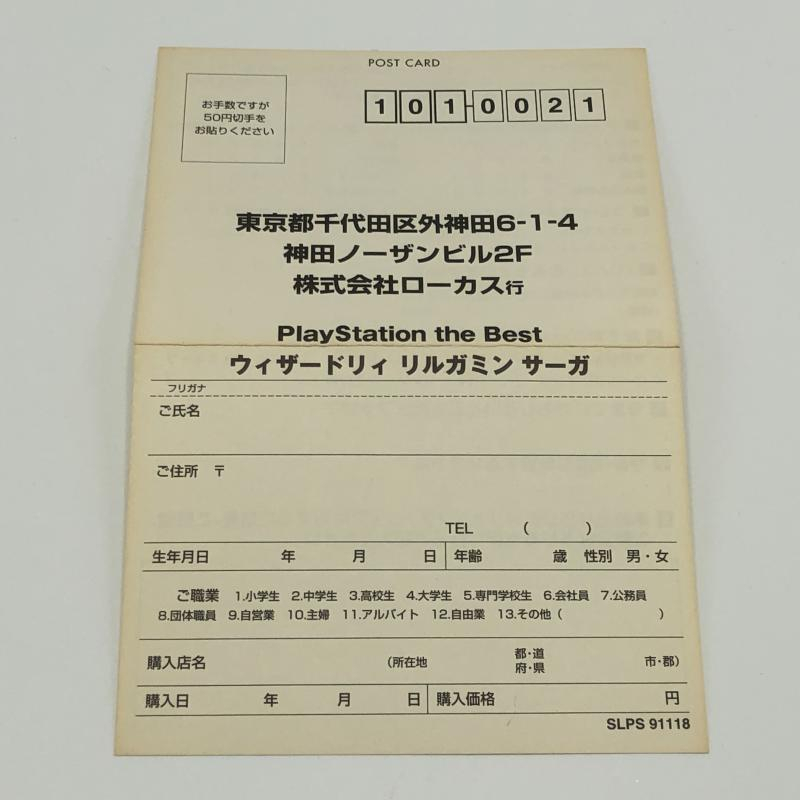 POST CARD
お手数ですが
50円切手を
お貼りください
101-0021
東京都千代田区外神田6-1-4
神田ノーザンビル2F
株式会社ローカス行
PlayStation the Best
ウィザードリィ リルガミン サーガ
フリガナ
ご氏名
ご住所 〒
TEL ( )
生年月日 年 月 日 年齢 歳 性別 男・女
ご職業 1.小学生 2.中学生 3.高校生 4.大学生 5.専門学校生 6.会社員 7.公務員
8.団体職員 9.自営業 10.主婦 11.アルバイト 12.自由業 13.その他( )
購入店名 (所在地 都・道 府・県 市・郡)
購入日 年 月 日 購入価格 円
SLPS 91118